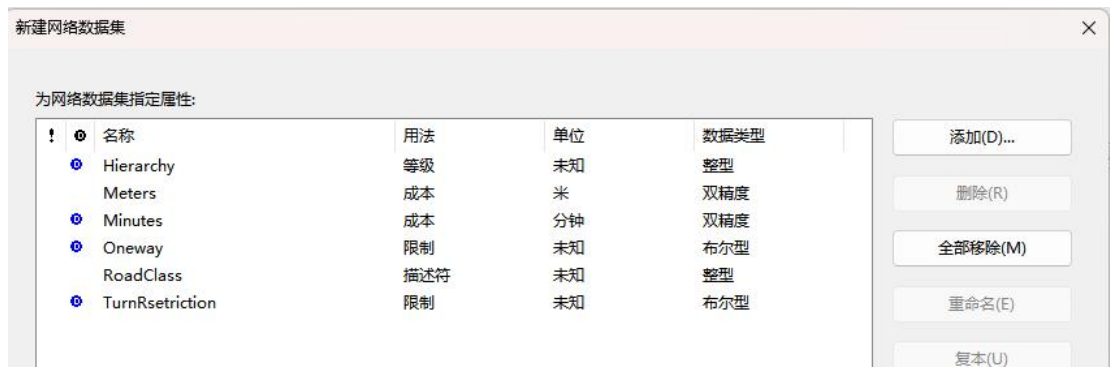 新建网络数据集
为网络数据集指定属性:
名称 用法 单位 数据类型
Hierarchy 等级 未知 整型
Meters 成本 米 双精度
Minutes 成本 分钟 双精度
Oneway 限制 未知 布尔型
RoadClass 描述符 未知 整型
TurnRsetriction 限制 未知 布尔型
添加(D)...
删除(R)
全部移除(M)
重命名(E)
复本(U)